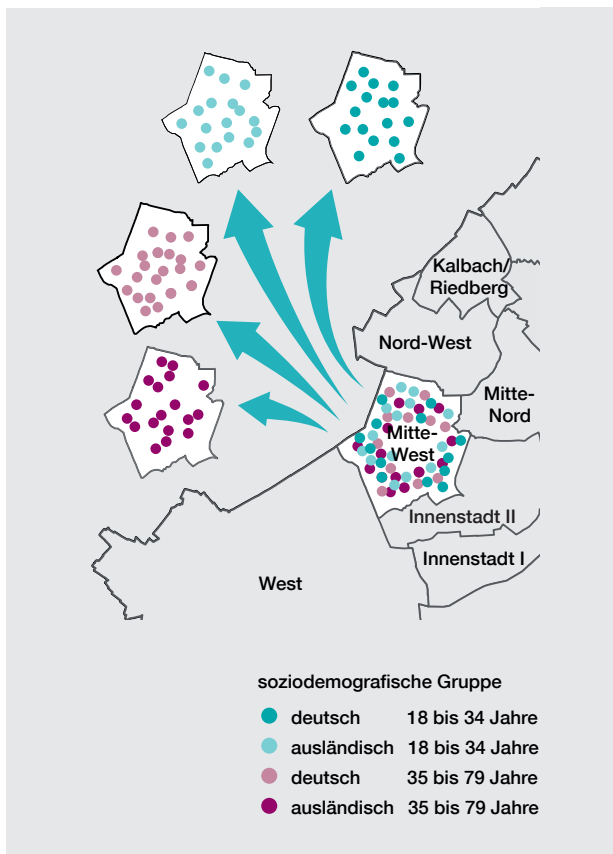 Kalbach/
Riedberg
Nord-West
Mitte-
Nord
Mitte-
West
Innenstadt II
Innenstadt I
West
soziodemografische Gruppe
deutsch 18 bis 34 Jahre
ausländisch 18 bis 34 Jahre
deutsch 35 bis 79 Jahre
ausländisch 35 bis 79 Jahre